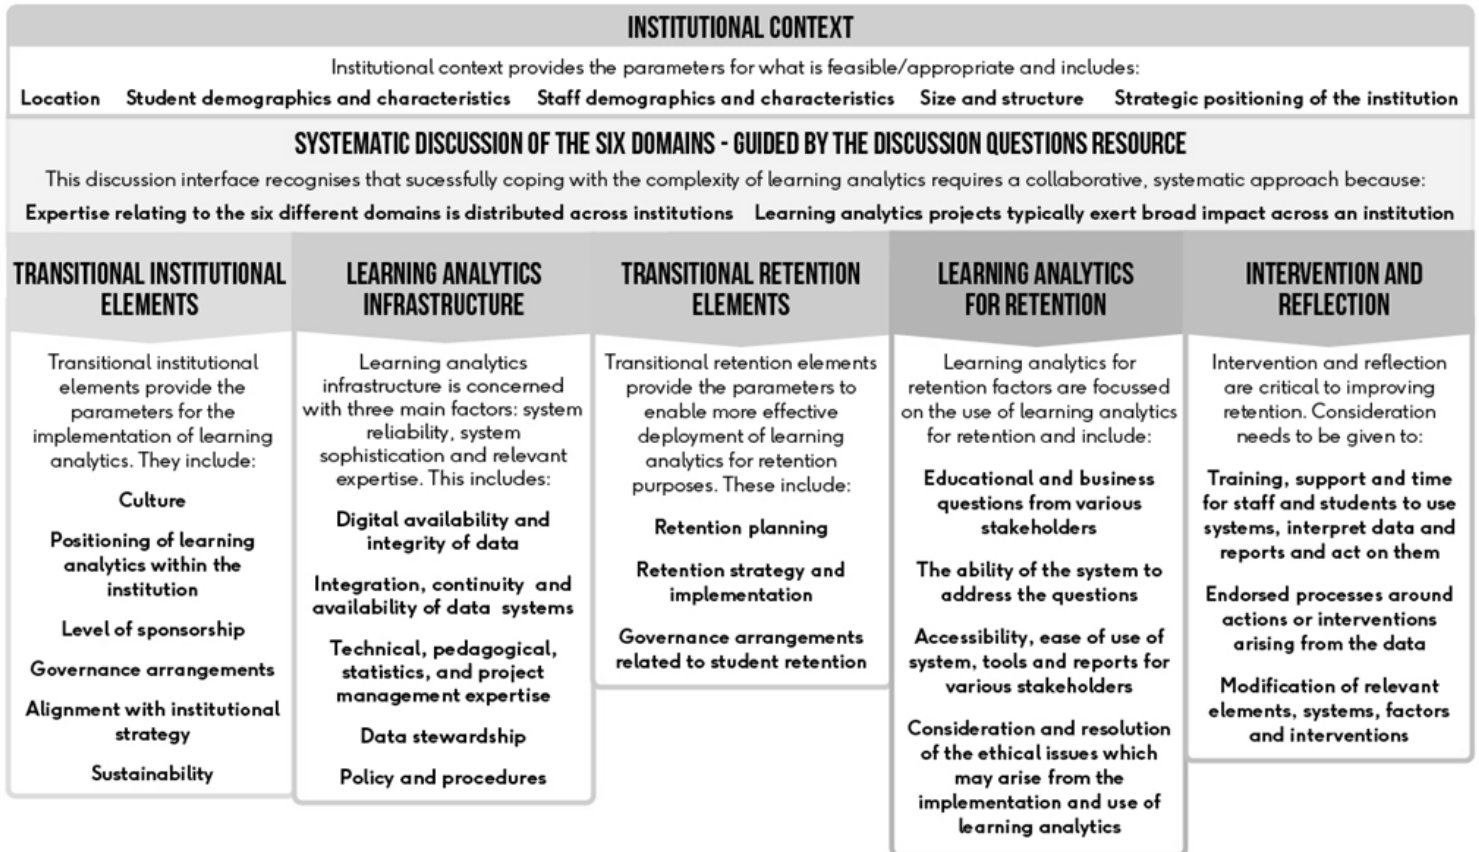 INSTITUTIONAL CONTEXT
Institutional context provides the parameters for what is feasible/appropriate and includes:
Location Student demographics and characteristics Staff demographics and characteristics Size and structure Strategic positioning of the institution
SYSTEMATIC DISCUSSION OF THE SIX DOMAINS - GUIDED BY THE DISCUSSION QUESTIONS RESOURCE
This discussion interface recognises that sucessfully coping with the complexity of learning analytics requires a collaborative, systematic approach because:
Expertise relating to the six different domains is distributed across institutions Learning analytics projects typically exert broad impact across an institution
TRANSITIONAL INSTITUTIONAL
ELEMENTS
Transitional institutional
elements provide the
parameters for the
implementation of learning
analytics. They include:
Culture
Positioning of learning
analytics within the
institution
Level of sponsorship
Governance arrangements
Alignment with institutional
strategy
Sustainability
LEARNING ANALYTICS
INFRASTRUCTURE
Learning analytics
infrastructure is concerned
with three main factors: system
reliability, system
sophistication and relevant
expertise. This includes:
Digital availability and
integrity of data
Integration, continuity and
availability of data systems
Technical, pedagogical,
statistics, and project
management expertise
Data stewardship
Policy and procedures
TRANSITIONAL RETENTION
ELEMENTS
Transitional retention elements
provide the parameters to
enable more effective
deployment of learning
analytics for retention
purposes. These include:
Retention planning
Retention strategy and
implementation
Governance arrangements
related to student retention
LEARNING ANALYTICS
FOR RETENTION
Learning analytics for
retention factors are focussed
on the use of learning analytics
for retention and include:
Educational and business
questions from various
stakeholders
The ability of the system to
address the questions
Accessibility, ease of use of
system, tools and reports for
various stakeholders
Consideration and resolution
of the ethical issues which
may arise from the
implementation and use of
learning analytics
INTERVENTION AND
REFLECTION
Intervention and reflection
are critical to improving
retention. Consideration
needs to be given to:
Training, support and time
for staff and students to use
systems, interpret data and
reports and act on them
Endorsed processes around
actions or interventions
arising from the data
Modification of relevant
elements, systems, factors
and interventions